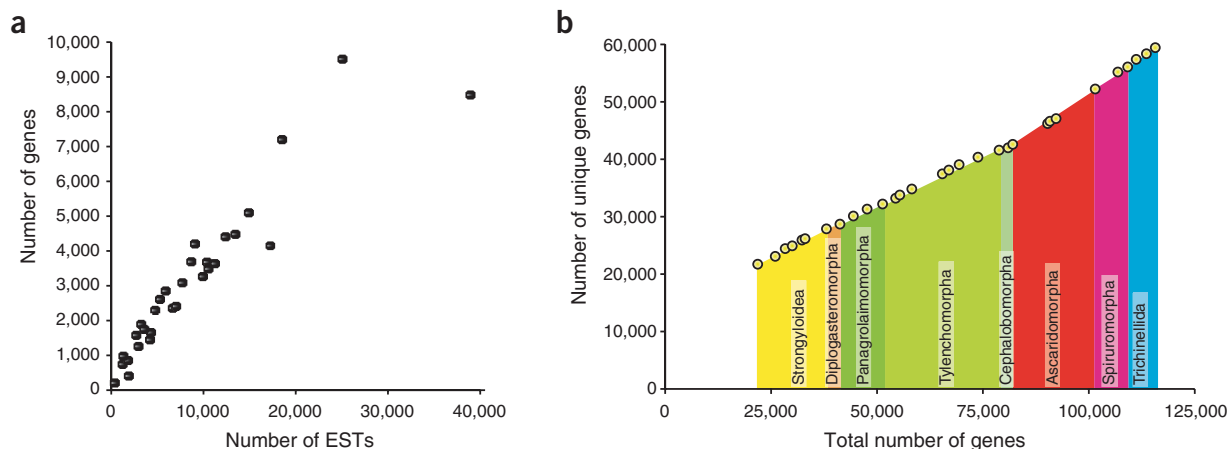 a
10,000
9,000
8,000
7,000
6,000
5,000
4,000
3,000
2,000
1,000
0
Number of genes
0
10,000
20,000
30,000
40,000
Number of ESTs
b
60,000
50,000
40,000
30,000
20,000
10,000
0
Number of unique genes
Strongyloidea
Diplogasteromorpha
Panagrolaimomorpha
Tylenchomorpha
Cephalobomorpha
Ascaridomorpha
Spiruromorpha
Trichinellida
0
25,000
50,000
75,000
100,000
125,000
Total number of genes